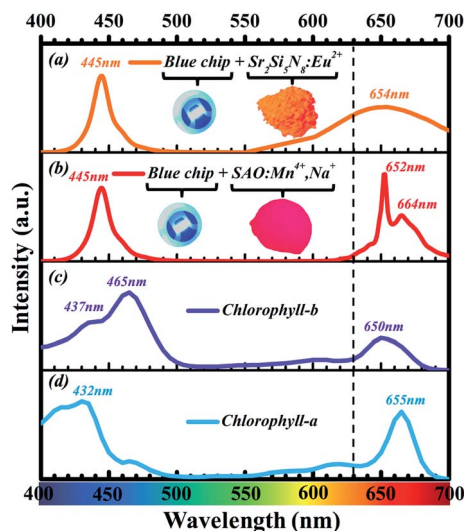 400 450 500 550 600 650 700
(a) 445nm Blue chip + Sr2Si5N8:Eu2+
654nm
(b) 445nm Blue chip + SAO:Mn4+,Na+ 652nm
664nm
(c) 465nm
437nm Chlorophyll-b 650nm
(d) 432nm
Chlorophyll-a 655nm
400 450 500 550 600 650 700
Wavelength (nm)
Intensity (a.u.)